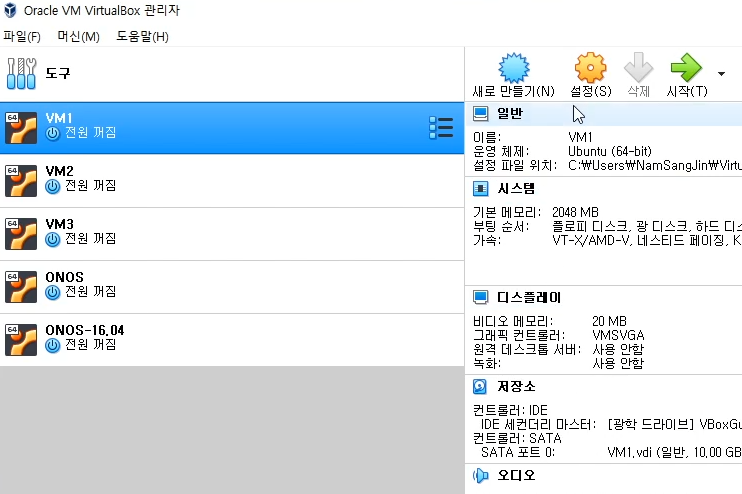 Oracle VM VirtualBox 관리자
파일(F) 머신(M) 도움말(H)
도구
새로 만들기(N) 설정(S) 삭제 시작(T)
64 VM1
전원 꺼짐
64 VM2
전원 꺼짐
64 VM3
전원 꺼짐
64 ONOS
전원 꺼짐
64 ONOS-16.04
전원 꺼짐
일반
이름: VM1
운영 체제: Ubuntu (64-bit)
설정 파일 위치: C:₩Users₩NamSangJin₩Virtu
시스템
기본 메모리: 2048 MB
부팅 순서: 플로피 디스크, 광 디스크, 하드 디스
가속: VT-X/AMD-V, 네스티드 페이징, K
디스플레이
비디오 메모리: 20 MB
그래픽 컨트롤러: VMSVGA
원격 데스크톱 서버: 사용 안함
녹화: 사용 안함
저장소
컨트롤러: IDE
IDE 세컨더리 마스터: [광학 드라이브] VBoxGu
컨트롤러: SATA
SATA 포트 0: VM1.vdi (일반, 10,00 GB
오디오